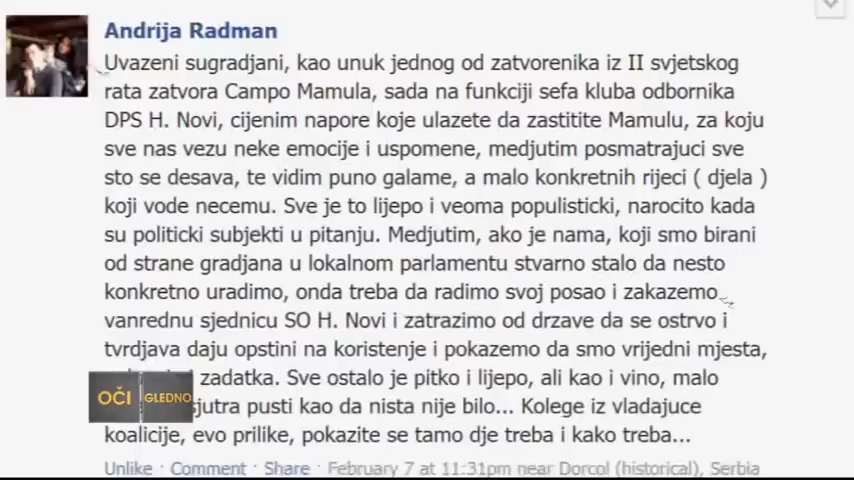 Andrija Radman
Uvazeni sugradjani, kao unuk jednog od zatvorenika iz II svjetskog
rata zatvora Campo Mamula, sada na funkciji sefa kluba odbornika
DPS H. Novi, cijenim napore koje ulazete da zastitite Mamulu, za koju
sve nas vezu neke emocije i uspomene, medjutim posmatrajuci sve
sto se desava, te vidim puno galame, a malo konkretnih rijeci ( djela )
koji vode necemu. Sve je to lijepo i veoma populisticki, narocito kada
su politicki subjekti u pitanju. Medjutim, ako je nama, koji smo birani
od strane gradjana u lokalnom parlamentu stvarno stalo da nesto
konkretno uradimo, onda treba da radimo svoj posao i zakazemo
vanrednu sjednicu SO H. Novi i zatrazimo od drzave da se ostrvo i
tvrdjava daju opstini na koristenje i pokazemo da smo vrijedni mjesta,
zadatka. Sve ostalo je pitko i lijepo, ali kao i vino, malo
sjutra pusti kao da nista nije bilo... Kolege iz vladajuce
koalicije, evo prilike, pokazite se tamo dje treba i kako treba...
Unlike · Comment · Share · February 7 at 11:31pm near Dorcol (historical), Serbia
OČI GLEDNO